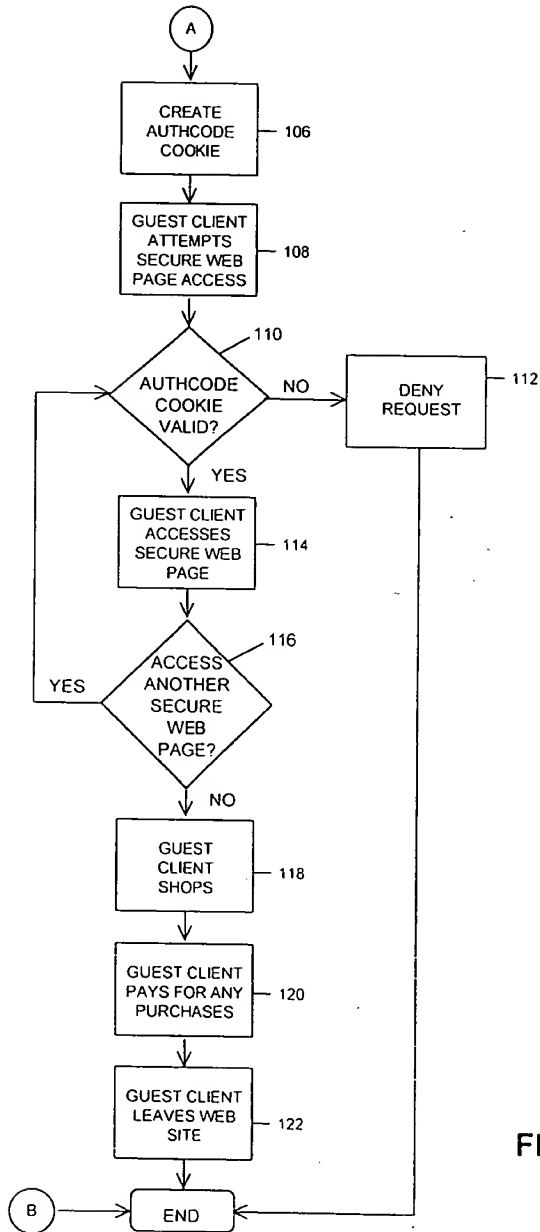 A
CREATE
AUTHCODE
COOKIE
106
GUEST CLIENT
ATTEMPTS
SECURE WEB
PAGE ACCESS
108
110
AUTHCODE
COOKIE
VALID?
NO
DENY
REQUEST
112
YES
GUEST CLIENT
ACCESSES
SECURE WEB
PAGE
114
116
ACCESS
ANOTHER
SECURE
WEB
PAGE?
YES
NO
GUEST
CLIENT
SHOPS
118
GUEST CLIENT
PAYS FOR ANY
PURCHASES
120
GUEST CLIENT
LEAVES WEB
SITE
122
B
END